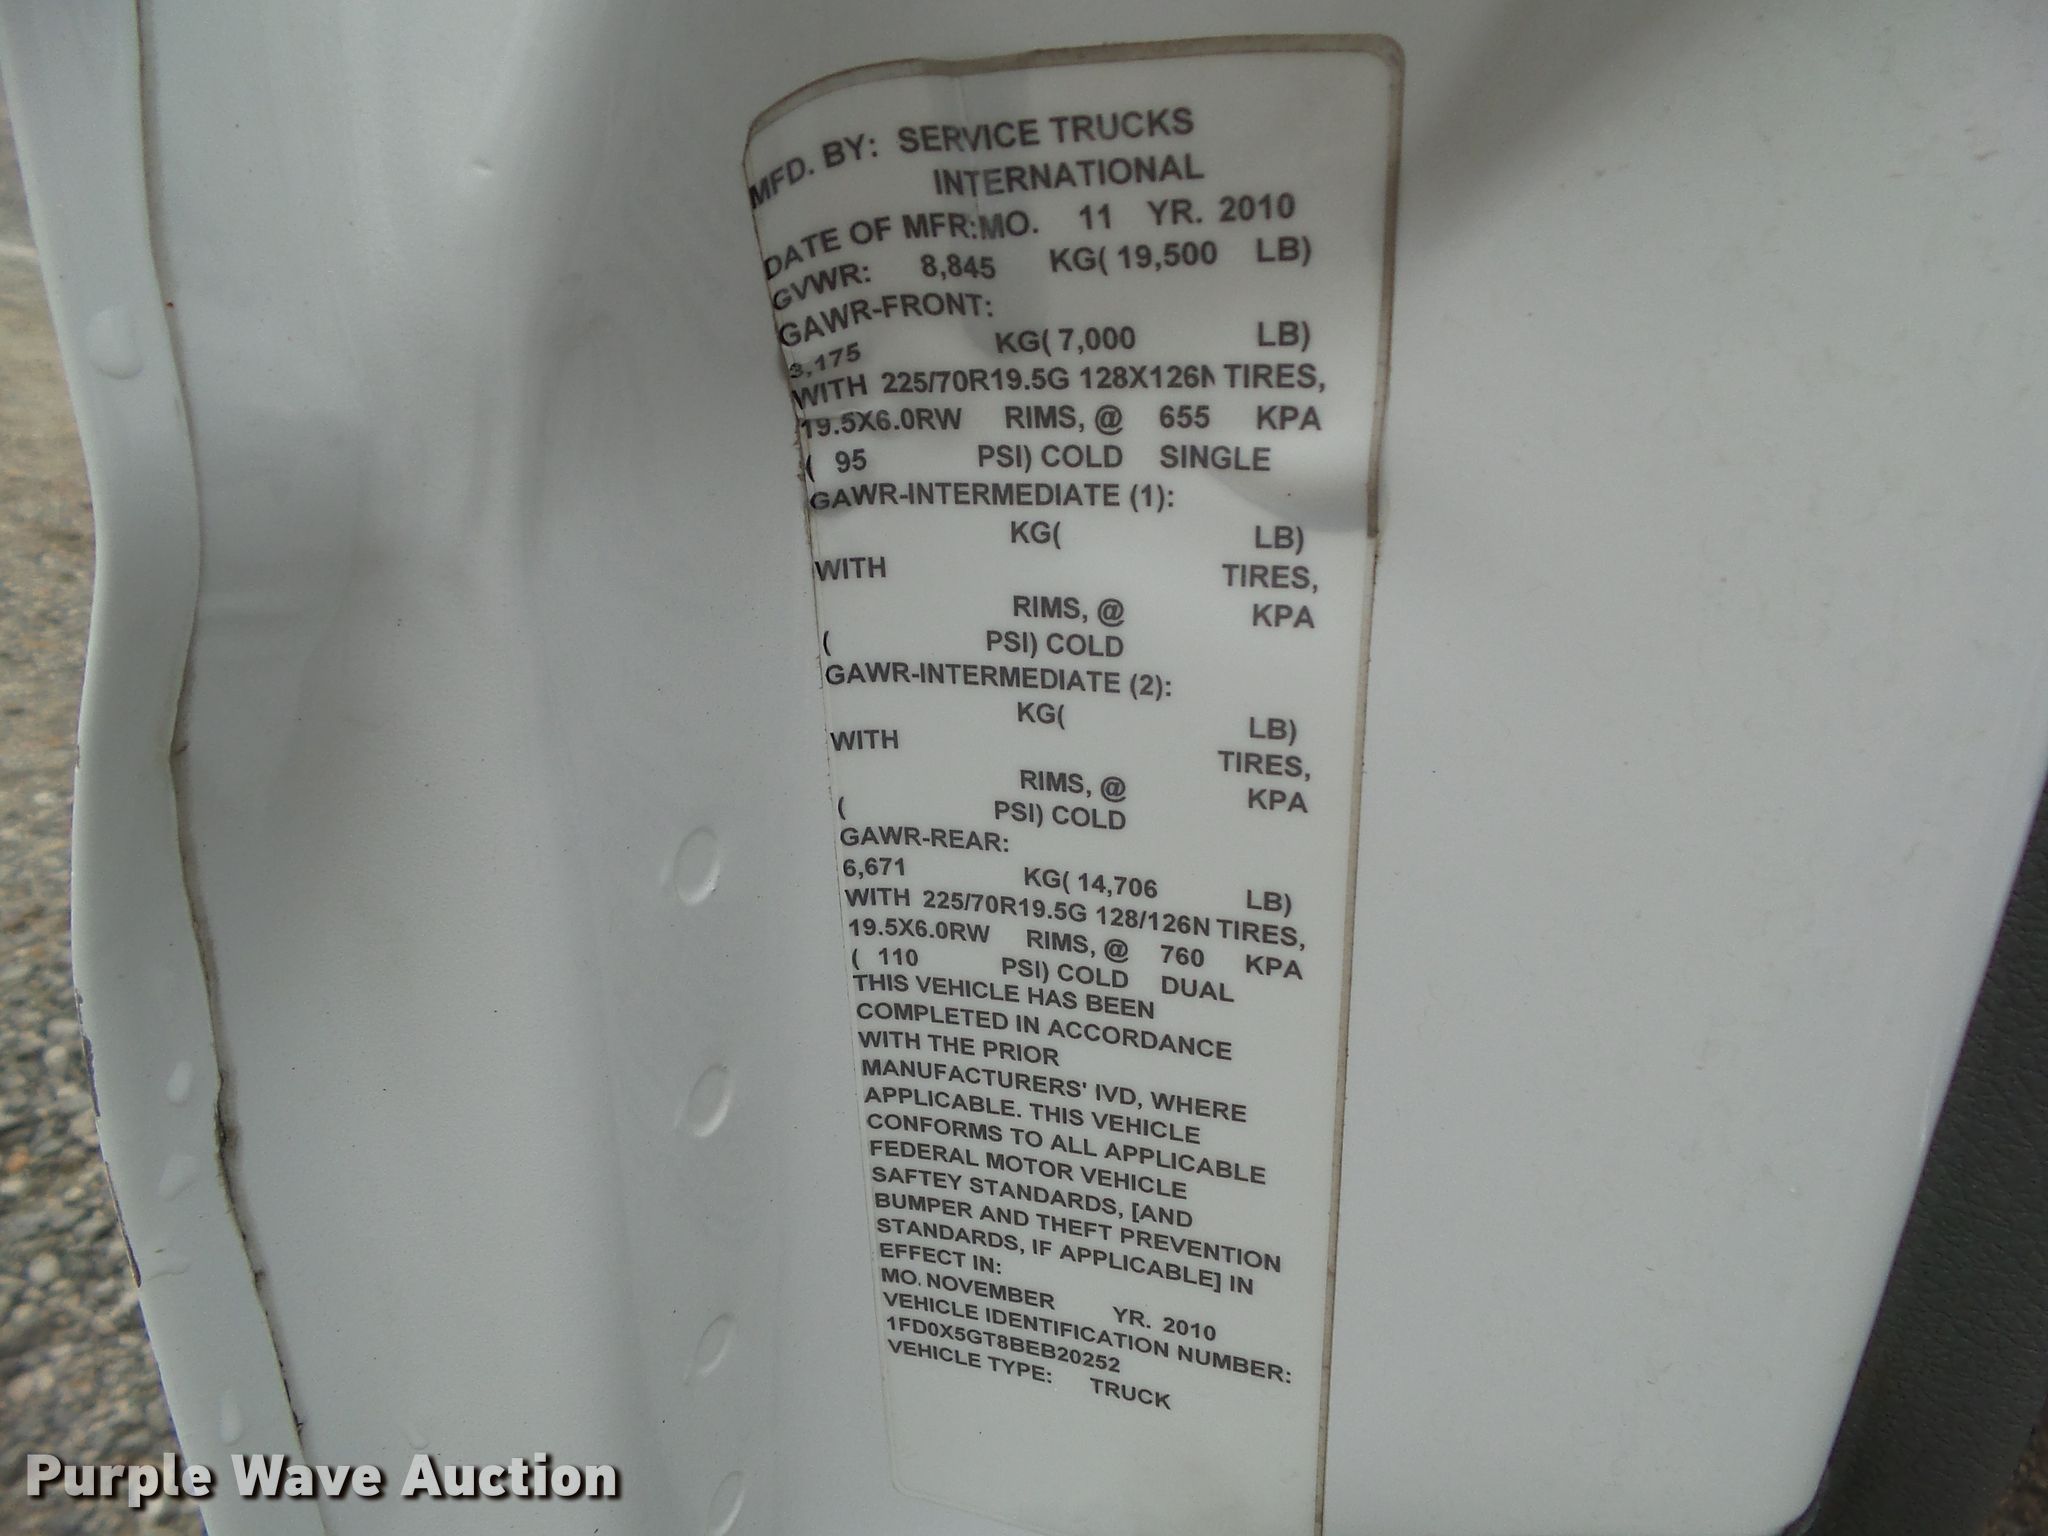 MFD. BY: SERVICE TRUCKS
INTERNATIONAL
DATE OF MFR:MO. 11 YR. 2010
GVWR: 8,845 KG( 19,500 LB)
GAWR-FRONT:
3,175 KG( 7,000 LB)
WITH 225/70R19.5G 128X126N TIRES,
19.5X6.0RW RIMS, @ 655 KPA
( 95 PSI) COLD SINGLE
GAWR-INTERMEDIATE (1):
KG( LB)
WITH TIRES,
RIMS, @ KPA
( PSI) COLD
GAWR-INTERMEDIATE (2):
KG( LB)
WITH TIRES,
RIMS, @ KPA
( PSI) COLD
GAWR-REAR:
6,671 KG( 14,706 LB)
WITH 225/70R19.5G 128/126N TIRES,
19.5X6.0RW RIMS, @ 760 KPA
( 110 PSI) COLD DUAL
THIS VEHICLE HAS BEEN
COMPLETED IN ACCORDANCE
WITH THE PRIOR
MANUFACTURERS' IVD, WHERE
APPLICABLE. THIS VEHICLE
CONFORMS TO ALL APPLICABLE
FEDERAL MOTOR VEHICLE
SAFTEY STANDARDS, [AND
BUMPER AND THEFT PREVENTION
STANDARDS, IF APPLICABLE] IN
EFFECT IN:
MO. NOVEMBER YR. 2010
VEHICLE IDENTIFICATION NUMBER:
1FD0X5GT8BEB20252
VEHICLE TYPE: TRUCK
Purple Wave Auction